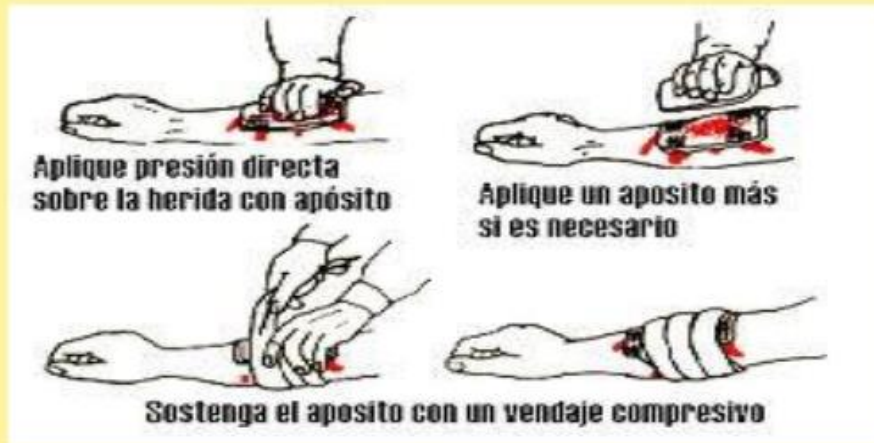 Aplique presión directa
sobre la herida con apósito
Aplique un aposito más
si es necesario
Sostenga el aposito con un vendaje compresivo